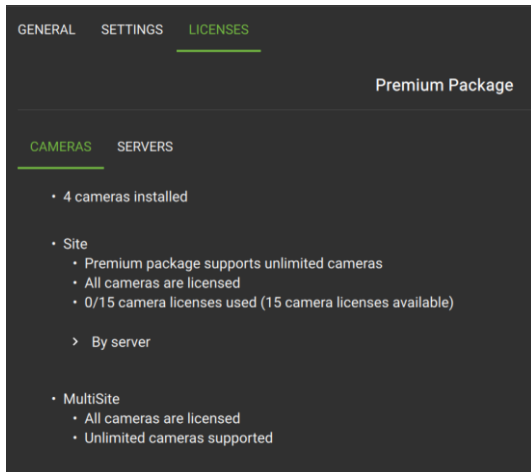 GENERAL SETTINGS LICENSES
Premium Package
CAMERAS SERVERS
• 4 cameras installed
• Site
• Premium package supports unlimited cameras
• All cameras are licensed
• 0/15 camera licenses used (15 camera licenses available)
> By server
• MultiSite
• All cameras are licensed
• Unlimited cameras supported